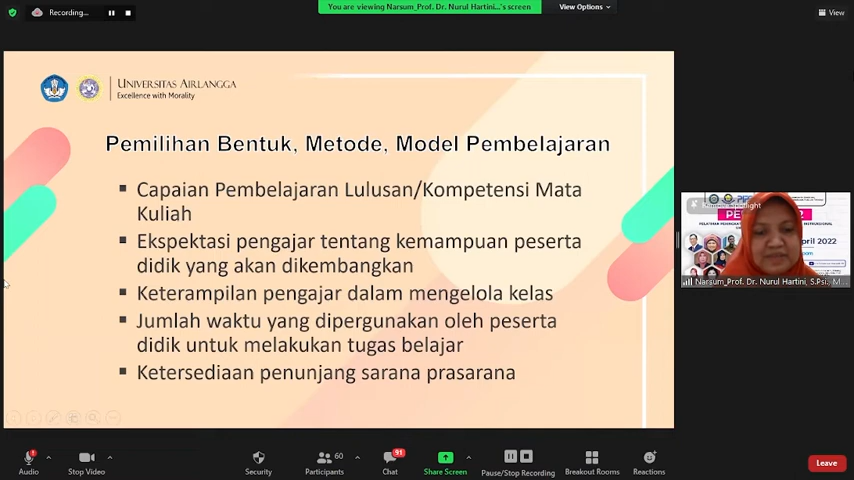 Recording...
You are viewing Narsum_Prof. Dr. Nurul Hartini...'s screen
View Options
View
UNIVERSITAS AIRLANGGA
Excellence with Morality
Pemilihan Bentuk, Metode, Model Pembelajaran
Capaian Pembelajaran Lulusan/Kompetensi Mata
Kuliah
Ekspektasi pengajar tentang kemampuan peserta
didik yang akan dikembangkan
Keterampilan pengajar dalam mengelola kelas
Jumlah waktu yang dipergunakan oleh peserta
didik untuk melakukan tugas belajar
Ketersediaan penunjang sarana prasarana
April 2022
Narsum_Prof. Dr. Nurul Hartini, S.Psi., M...
60
91
Audio
Stop Video
Security
Participants
Chat
Share Screen
Pause/Stop Recording
Breakout Rooms
Reactions
Leave